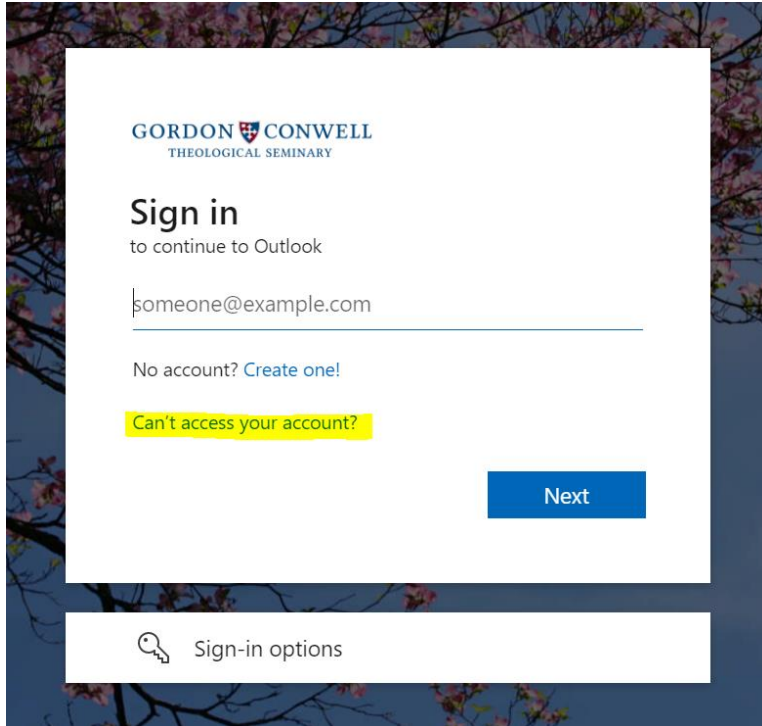 GORDON CONWELL
THEOLOGICAL SEMINARY
Sign in
to continue to Outlook
someone@example.com
No account? Create one!
Can't access your account?
Next
Sign-in options